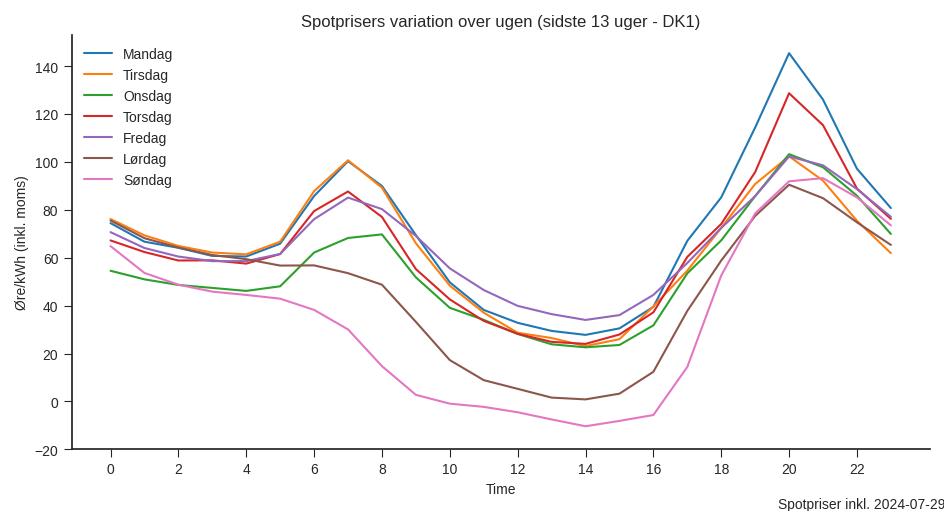 Spotprisers variation over ugen (sidste 13 uger - DK1)
Mandag
Tirsdag
Onsdag
Torsdag
Fredag
Lørdag
Søndag
Øre/kWh (inkl. moms)
140
120
100
80
60
40
20
0
−20
0 2 4 6 8 10 12 14 16 18 20 22
Time
Spotpriser inkl. 2024-07-29